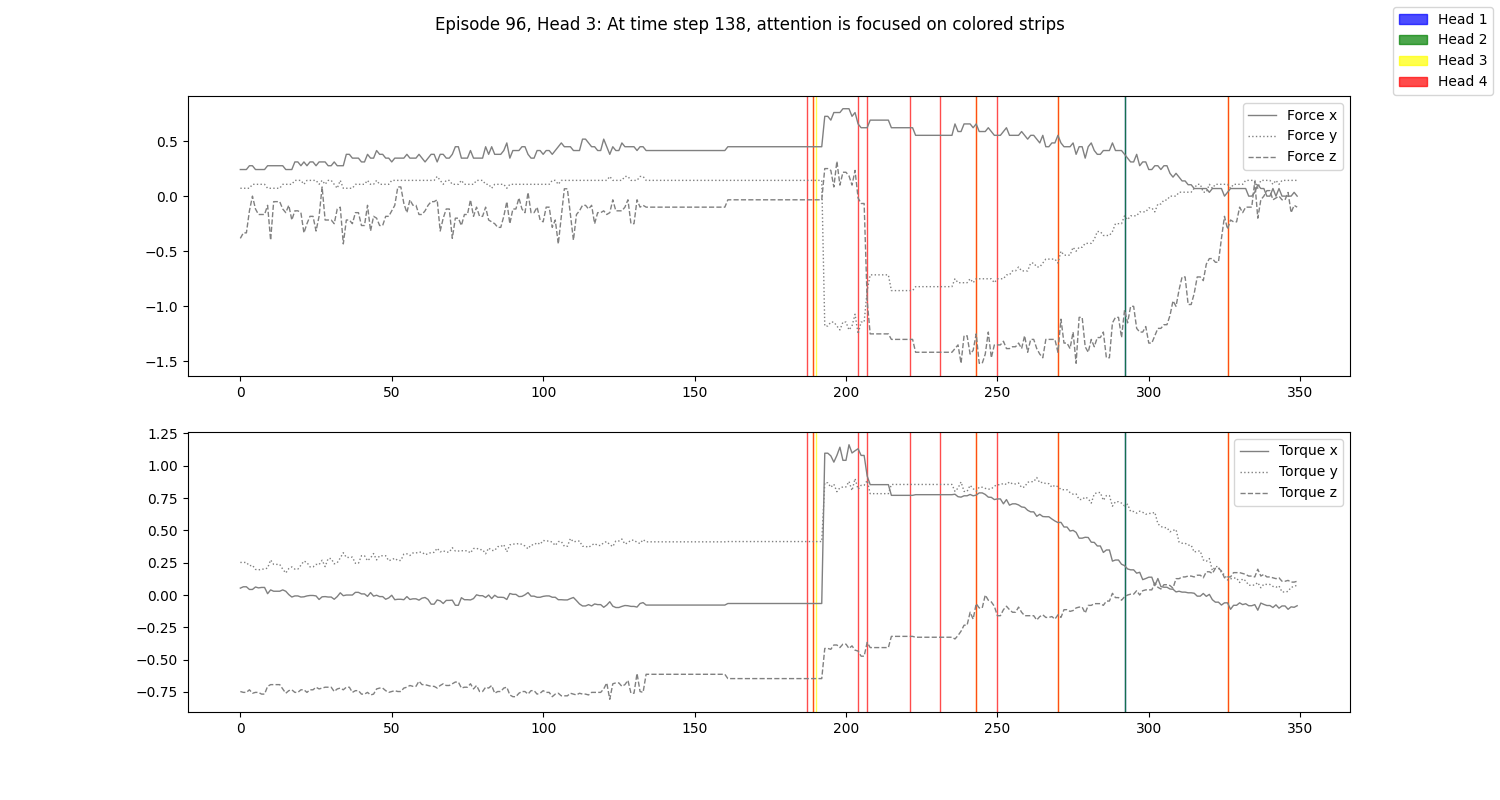 Episode 96, Head 3: At time step 138, attention is focused on colored strips
Head 1
Head 2
Head 3
Head 4
Force x
Force y
Force z
0.5
0.0
−0.5
−1.0
−1.5
0 50 100 150 200 250 300 350
Torque x
Torque y
Torque z
1.25
1.00
0.75
0.50
0.25
0.00
−0.25
−0.50
−0.75
0 50 100 150 200 250 300 350